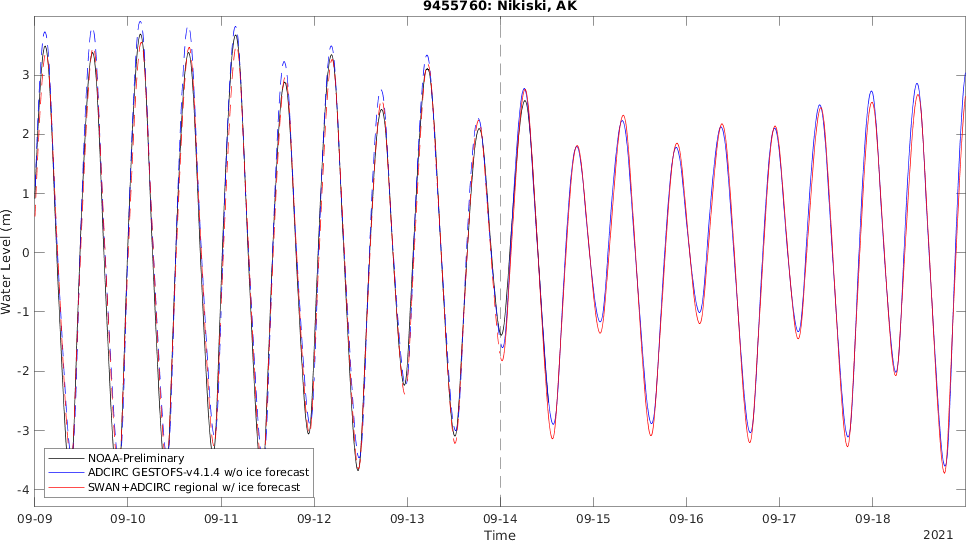 9455760: Nikiski, AK
Water Level (m)
3
2
1
0
-1
-2
-3
-4
NOAA-Preliminary
ADCIRC GESTOFS-v4.1.4 w/o ice forecast
SWAN+ADCIRC regional w/ ice forecast
09-09 09-10 09-11 09-12 09-13 09-14 09-15 09-16 09-17 09-18
Time
2021